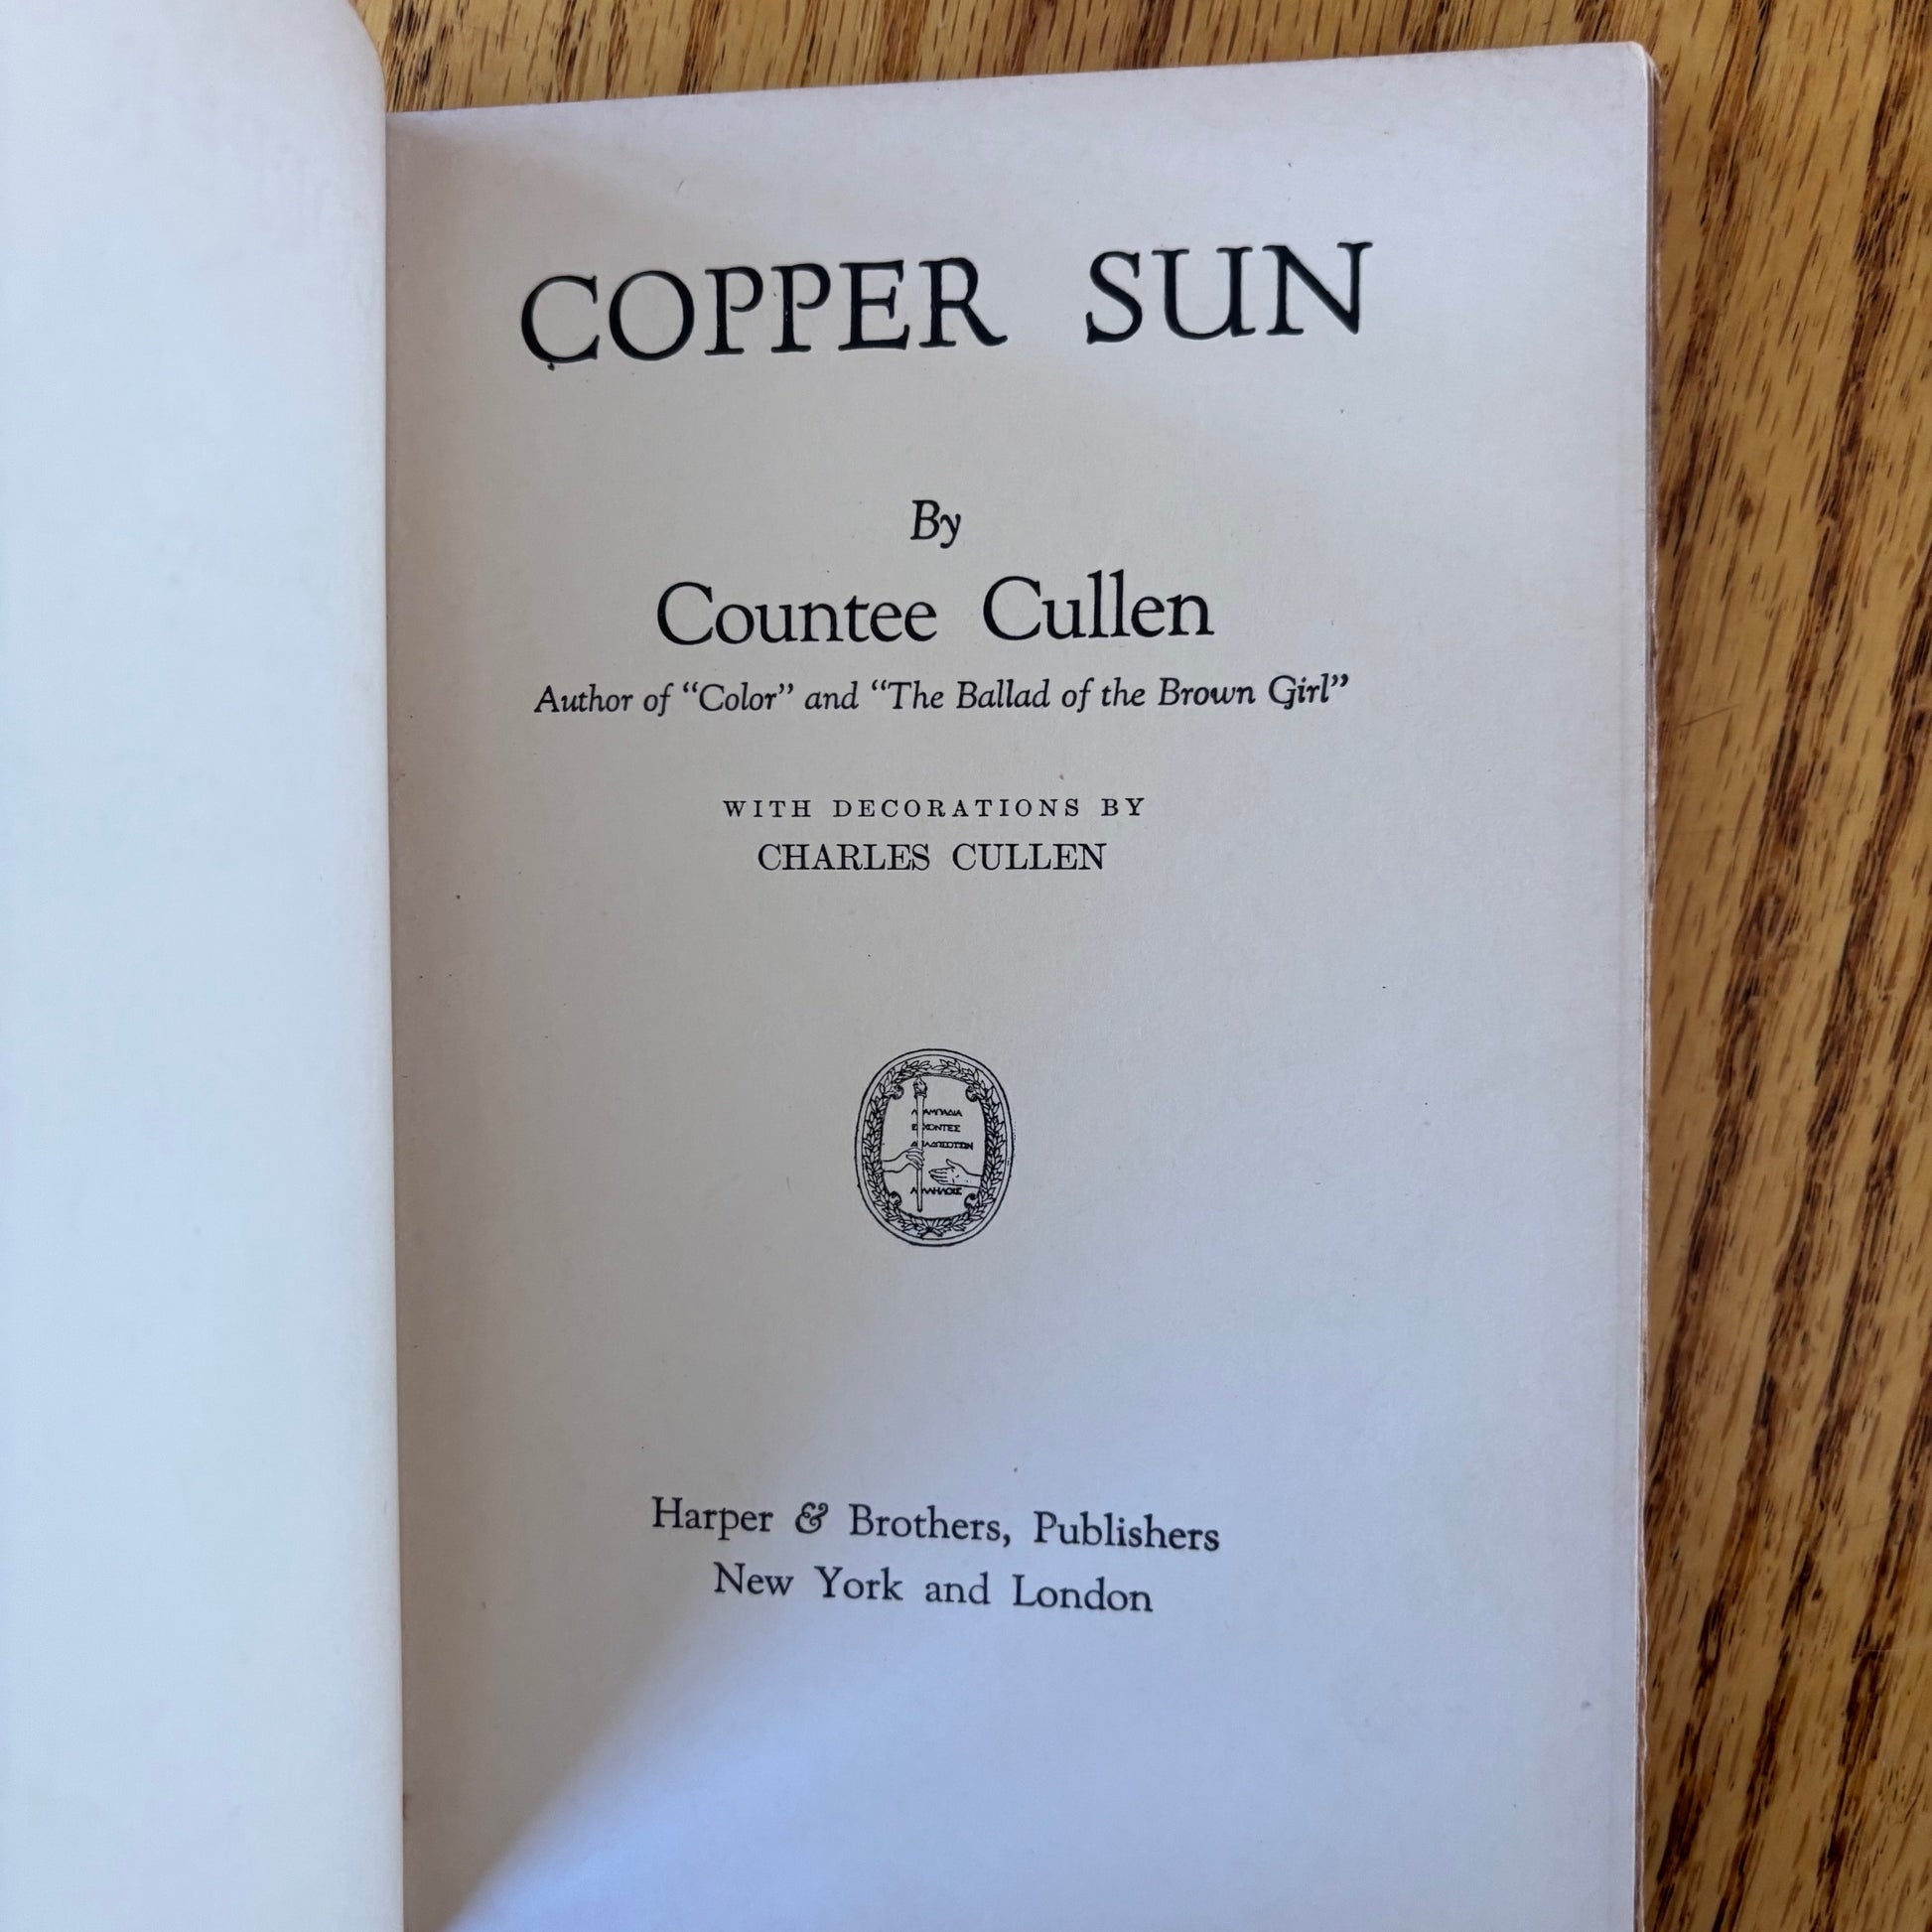 COPPER SUN
By
Countee Cullen
Author of “Color” and “The Ballad of the Brown Girl”
WITH DECORATIONS BY
CHARLES CULLEN
ΕΧΟΝΤΕΣ
Harper & Brothers, Publishers
New York and London